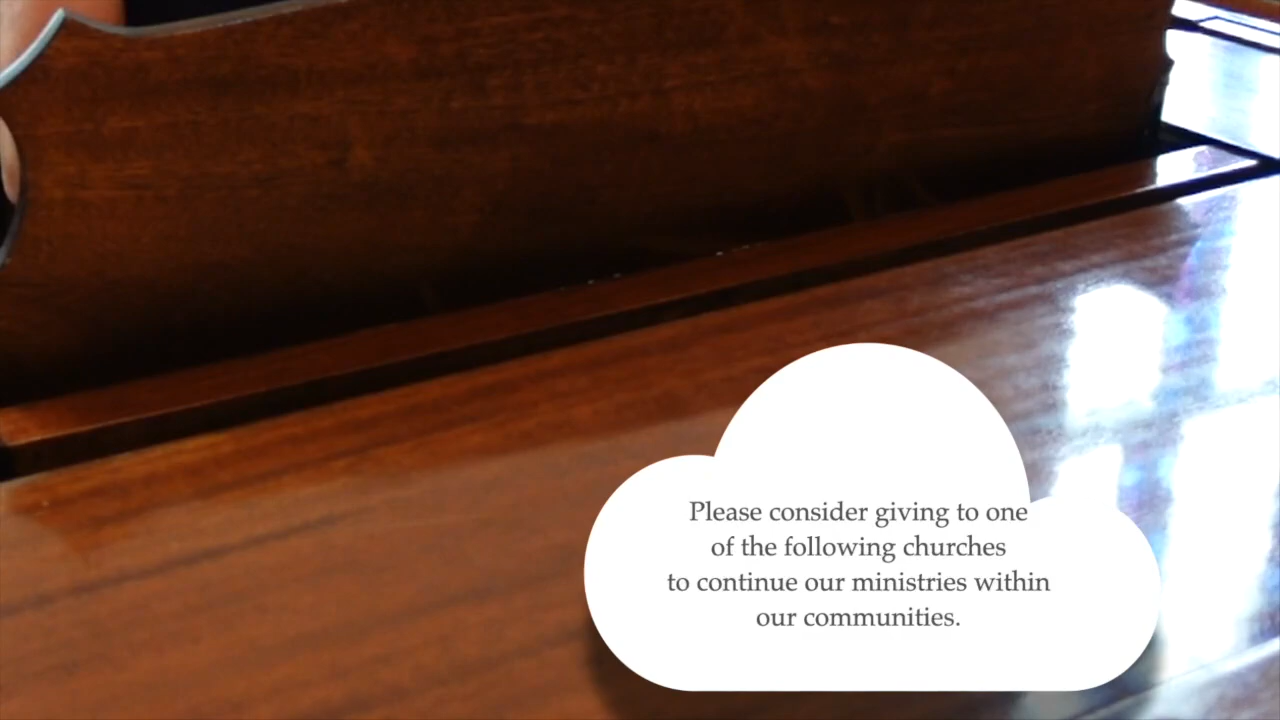 Please consider giving to one
of the following churches
to continue our ministries within
our communities.